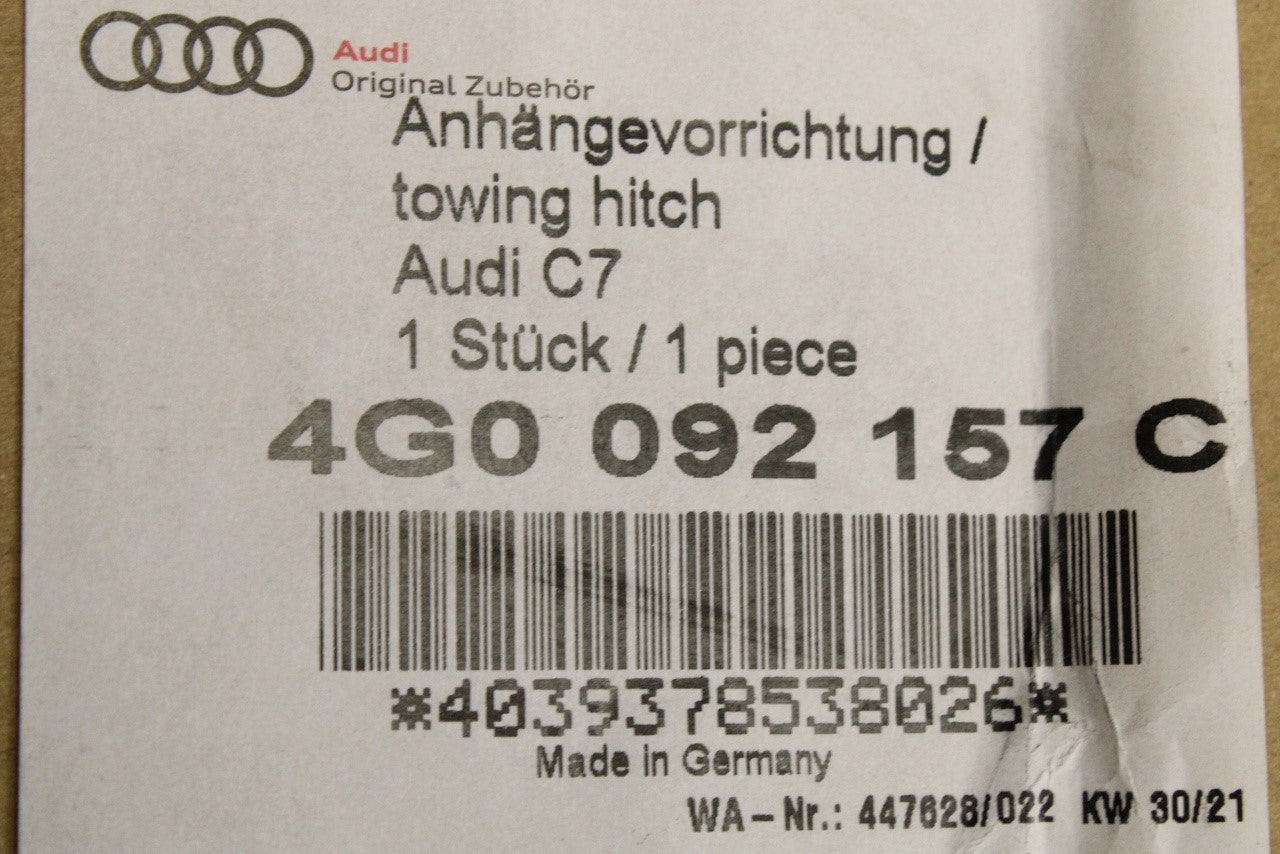 Audi
Original Zubehör
Anhängevorrichtung /
towing hitch
Audi C7
1 Stück / 1 piece
4G0 092 157 C
*4039378538026*
Made in Germany
WA-Nr.: 447628/022 KW 30/21